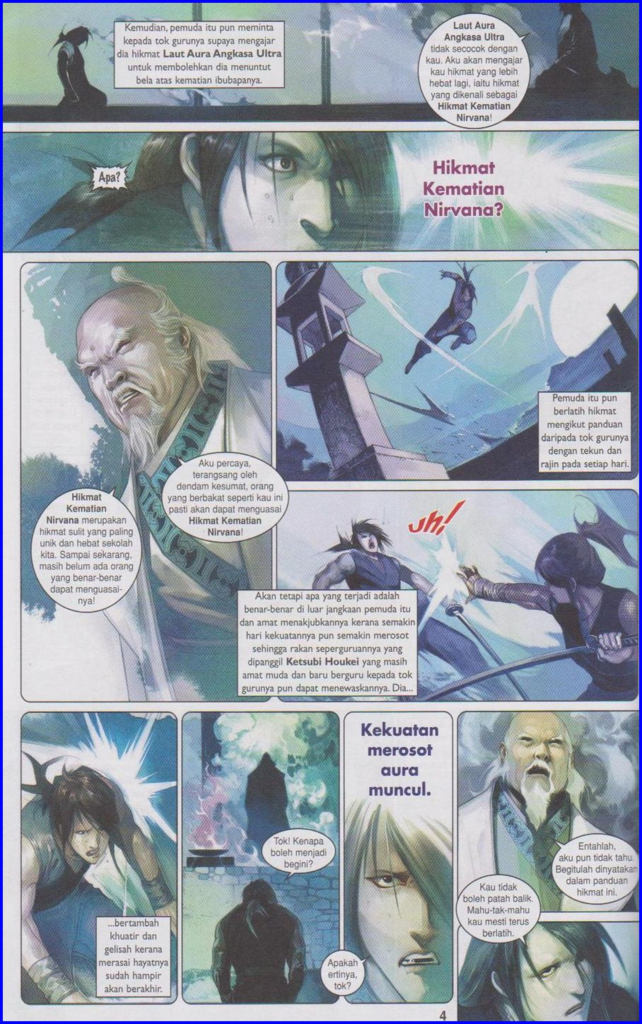 Kemudian, pemuda itu pun meminta
kepada tok gurunya supaya mengajar
dia hikmat Laut Aura Angkasa Ultra
untuk membolehkan dia menuntut
bela atas kematian ibubapanya.
Laut Aura
Angkasa Ultra
tidak secocok dengan
kau. Aku akan mengajar
kau hikmat yang lebih
hebat lagi, iaitu hikmat
yang dikenali sebagai
Hikmat Kematian
Nirvana!
Apa?
Hikmat
Kematian
Nirvana?
Aku percaya,
terangsang oleh
dendam kesumat, orang
yang berbakat seperti kau ini
pasti akan dapat menguasai
Hikmat Kematian
Nirvana!
Hikmat
Kematian
Nirvana merupakan
hikmat sulit yang paling
unik dan hebat sekolah
kita. Sampai sekarang,
masih belum ada orang
yang benar-benar
dapat menguasai-
nya!
Pemuda itu pun
berlatih hikmat
mengikut panduan
daripada tok gurunya
dengan tekun dan
rajin pada setiap hari.
Uh!
Akan tetapi apa yang terjadi adalah
benar-benar di luar jangkaan pemuda itu
dan amat menakjubkannya kerana semakin
hari kekuatannya pun semakin merosot
sehingga rakan seperguruannya yang
dipanggil Ketsubi Houkei yang masih
amat muda dan baru berguru kepada tok
gurunya pun dapat menewaskannya. Dia...
...bertambah
khuatir dan
gelisah kerana
merasai hayatnya
sudah hampir
akan berakhir.
Tok! Kenapa
boleh menjadi
begini?
Kekuatan
merosot
aura
muncul.
Apakah
ertinya,
tok?
Entahlah,
aku pun tidak tahu.
Begitulah dinyatakan
dalam panduan
hikmat ini.
Kau tidak
boleh patah balik.
Mahu-tak-mahu
kau mesti terus
berlatih.
4